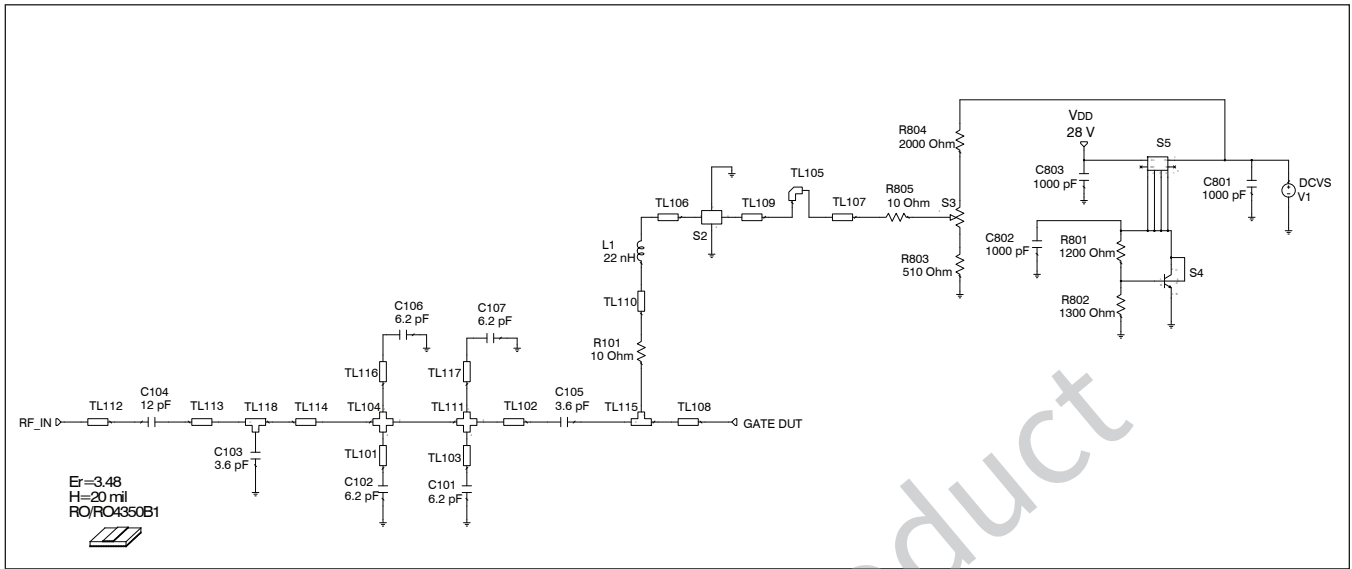 R804
2000 Ohm
VDD
28 V
S5
C803
1000 pF
C801
1000 pF
DCVS
V1
TL105
R805
10 Ohm
S3
TL106
TL109
TL107
S2
C802
1000 pF
R801
1200 Ohm
S4
L1
22 nH
R803
510 Ohm
R802
1300 Ohm
TL110
C106
6.2 pF
C107
6.2 pF
R101
10 Ohm
TL116
TL117
RF_IN
TL112
C104
12 pF
TL113
TL118
TL114
TL104
TL111
TL102
C105
3.6 pF
TL115
TL108
GATE DUT
C103
3.6 pF
TL101
TL103
C102
6.2 pF
C101
6.2 pF
Er=3.48
H=20 mil
RO/RO4350B1